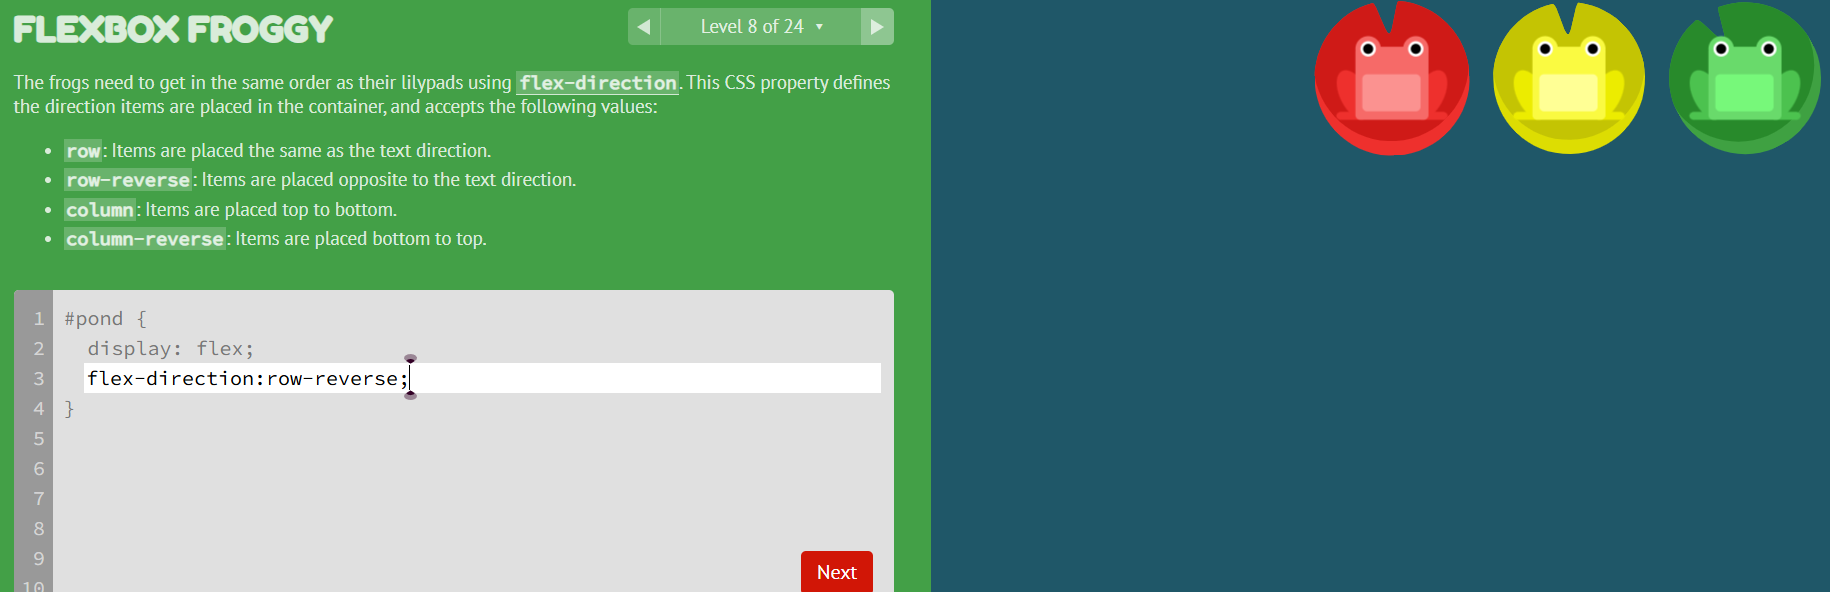 FLEXBOX FROGGY
◀ Level 8 of 24 ▾ ▶
The frogs need to get in the same order as their lilypads using flex-direction. This CSS property defines
the direction items are placed in the container, and accepts the following values:
• row: Items are placed the same as the text direction.
• row-reverse: Items are placed opposite to the text direction.
• column: Items are placed top to bottom.
• column-reverse: Items are placed bottom to top.
1 #pond {
2 display: flex;
3 flex-direction:row-reverse;
4 }
5
6
7
8
9
10
Next